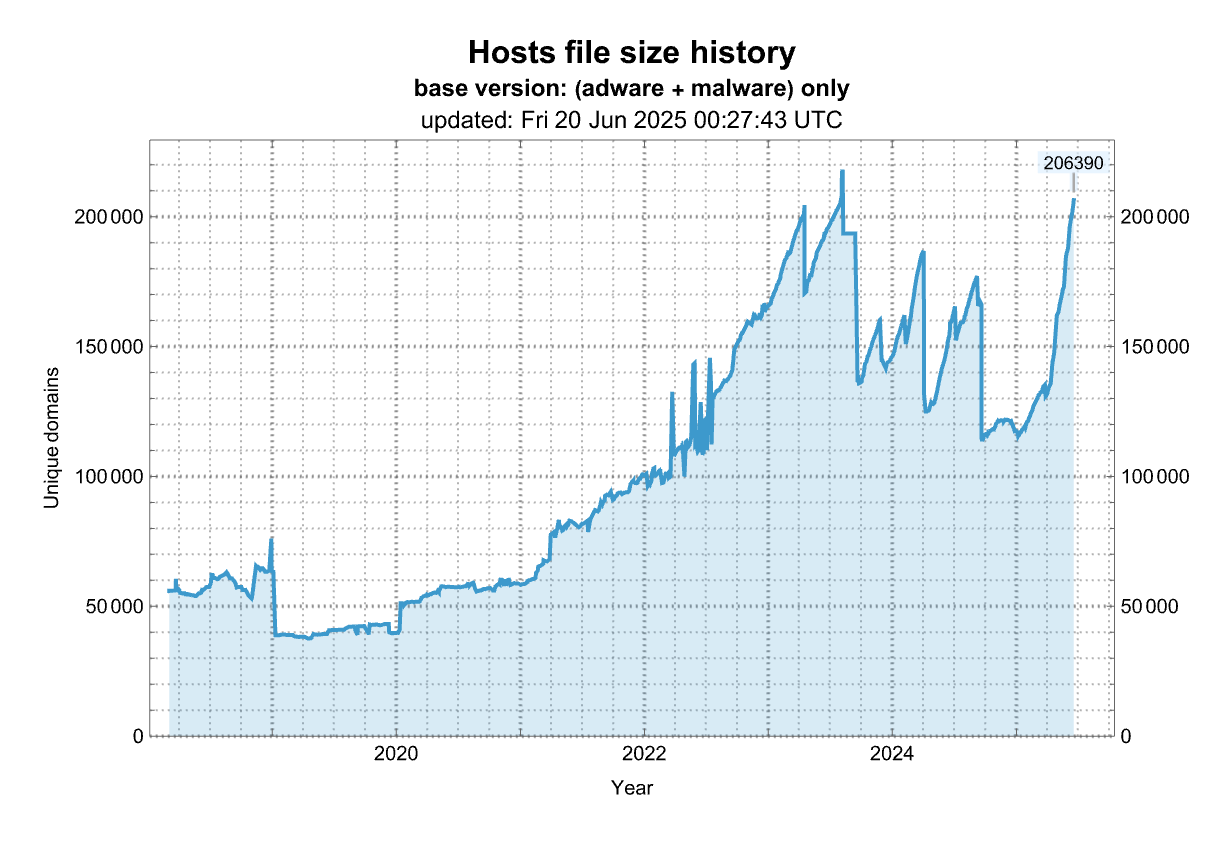 Hosts file size history
base version: (adware + malware) only
updated: Fri 20 Jun 2025 00:27:43 UTC
206390
200 000
200 000
150 000
150 000
100 000
100 000
50 000
50 000
0
0
Unique domains
2020
2022
2024
Year